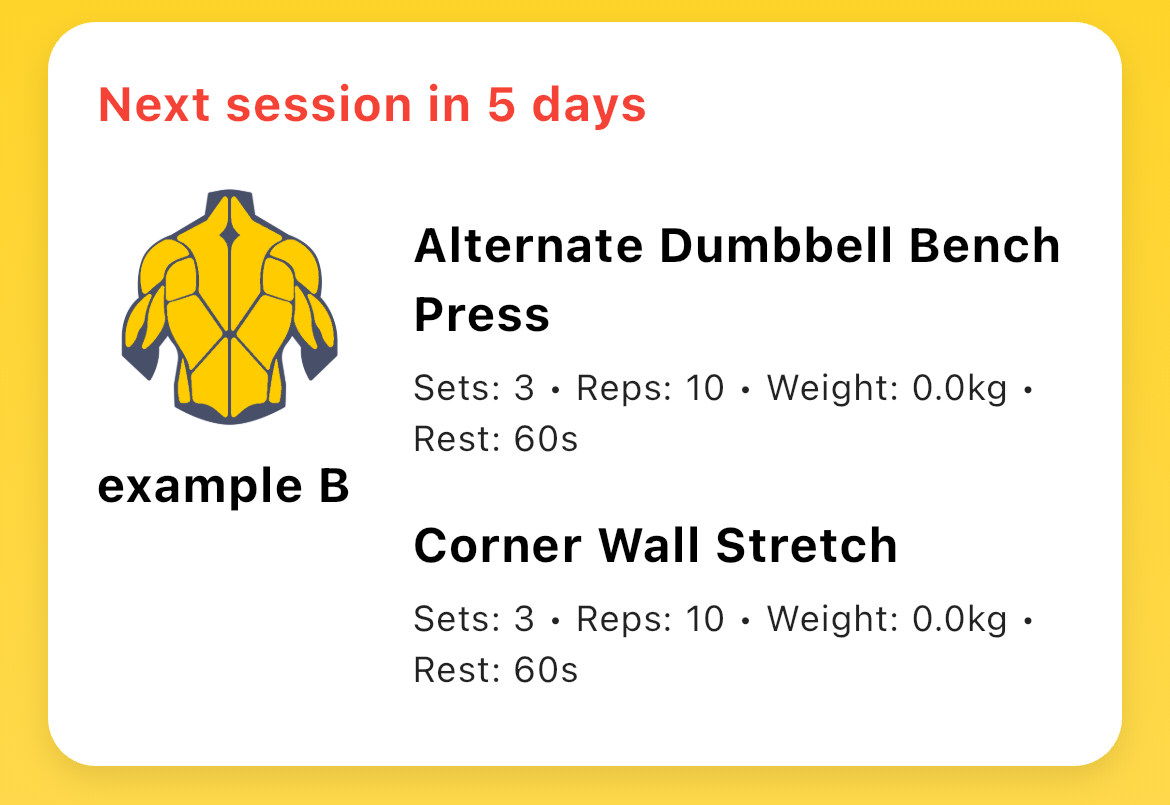 Next session in 5 days
example B
Alternate Dumbbell Bench
Press
Sets: 3 • Reps: 10 • Weight: 0.0kg •
Rest: 60s
Corner Wall Stretch
Sets: 3 • Reps: 10 • Weight: 0.0kg •
Rest: 60s